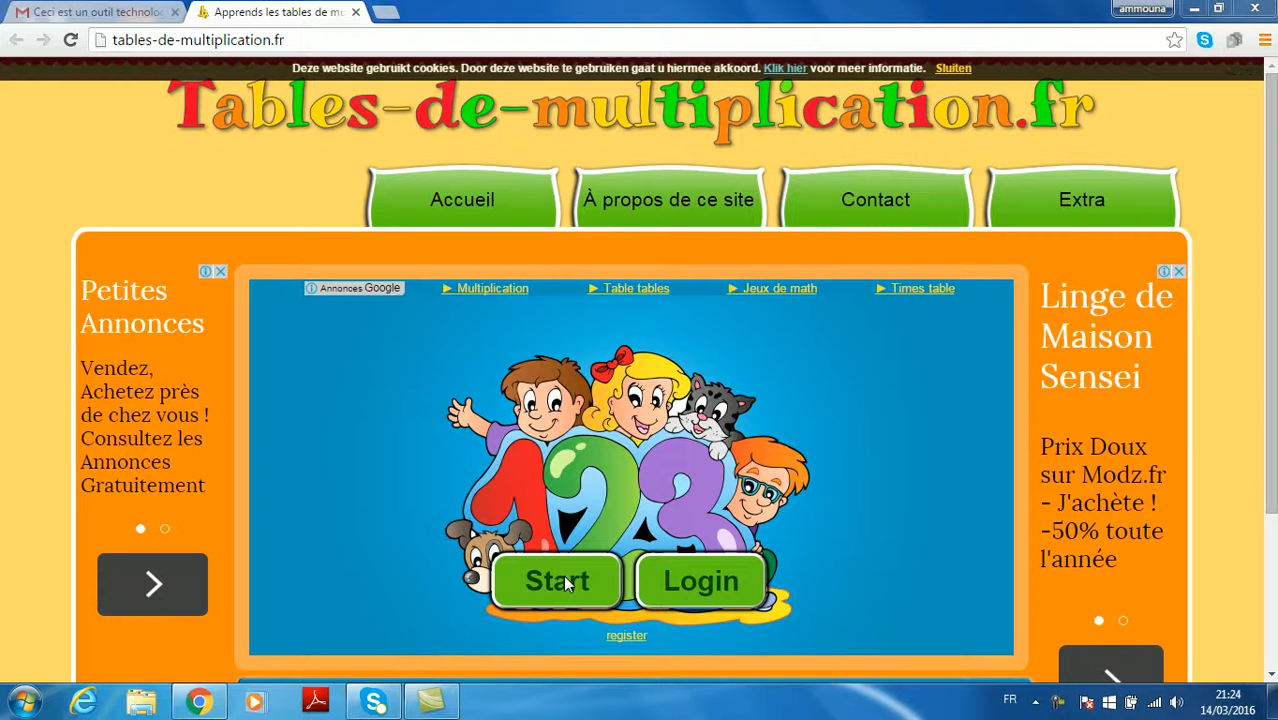 Ceci est un outil technolog
Apprends les tables de mu
ammouna
tables-de-multiplication.fr
Deze website gebruikt cookies. Door deze website te gebruiken gaat u hiermee akkoord. Klik hier voor meer informatie. Sluiten
Tables-de-multiplication.fr
Accueil
À propos de ce site
Contact
Extra
Petites
Annonces
Vendez,
Achetez près
de chez vous !
Consultez les
Annonces
Gratuitement
Annonces Google
► Multiplication
► Table tables
► Jeux de math
► Times table
123
Start
Login
register
Linge de
Maison
Sensei
Prix Doux
sur Modz.fr
- J'achète !
-50% toute
l'année
FR
21:24
14/03/2016